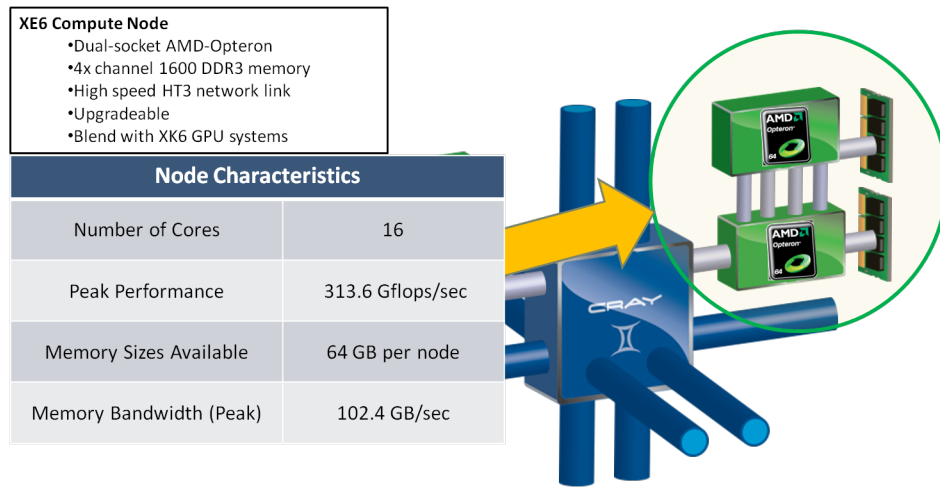 XE6 Compute Node
•Dual-socket AMD-Opteron
•4x channel 1600 DDR3 memory
•High speed HT3 network link
•Upgradeable
•Blend with XK6 GPU systems
Node Characteristics
Number of Cores 16
Peak Performance 313.6 Gflops/sec
Memory Sizes Available 64 GB per node
Memory Bandwidth (Peak) 102.4 GB/sec
CRAY
AMD
Opteron
64
AMD
Opteron
64